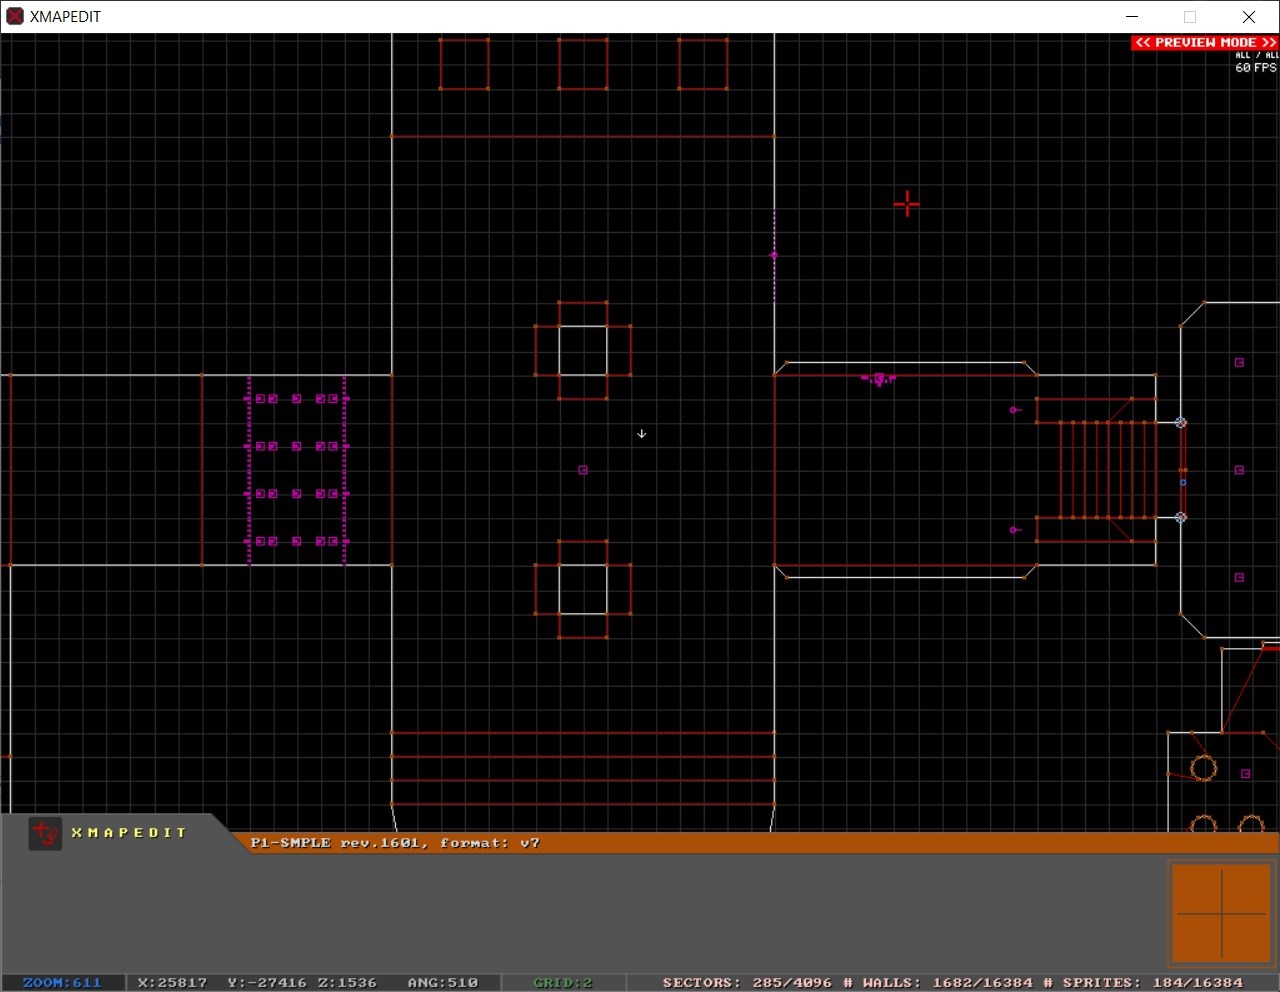 XMAPEDIT
<< PREVIEW MODE >>
ALL / ALL
60 FPS
XMAPEDIT
P1-SMPLE rev.1601, format: v7
ZOOM:611 X:25817 Y:-27416 Z:1536 ANG:510 GRID:2 SECTORS: 285/4096 # WALLS: 1682/16384 # SPRITES: 184/16384